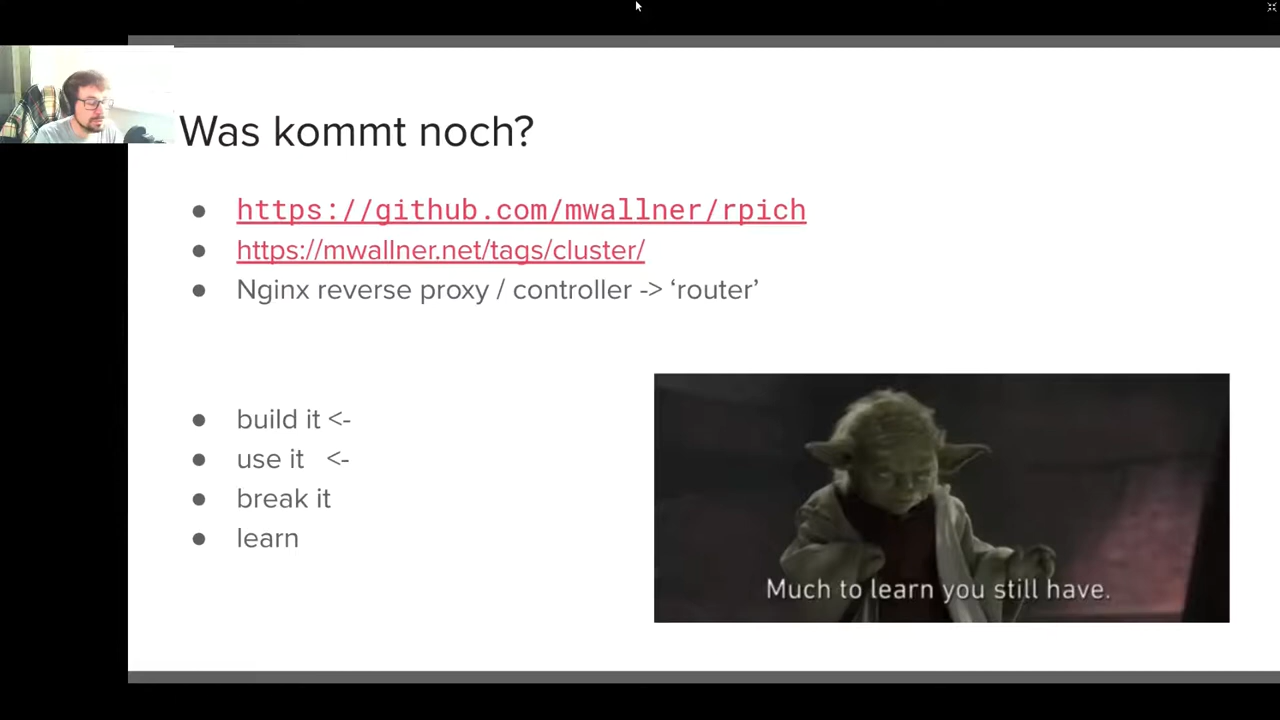 Was kommt noch?
● https://github.com/mwallner/rpich
● https://mwallner.net/tags/cluster/
● Nginx reverse proxy / controller -> ‘router’
● build it <-
● use it <-
● break it
● learn
Much to learn you still have.